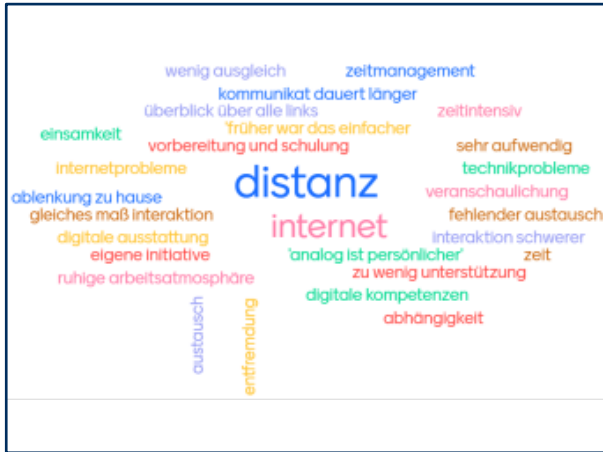 wenig ausgleich
zeitmanagement
kommunikat dauert länger
überblick über alle links
zeitintensiv
'früher war das einfacher
einsamkeit
vorbereitung und schulung
sehr aufwendig
internetprobleme
technikprobleme
distanz
ablenkung zu hause
veranschaulichung
gleiches maß interaktion
internet
fehlender austausch
digitale ausstattung
interaktion schwerer
eigene initiative
'analog ist persönlicher'
zeit
ruhige arbeitsatmosphäre
zu wenig unterstützung
digitale kompetenzen
abhängigkeit
austausch
entfremdung